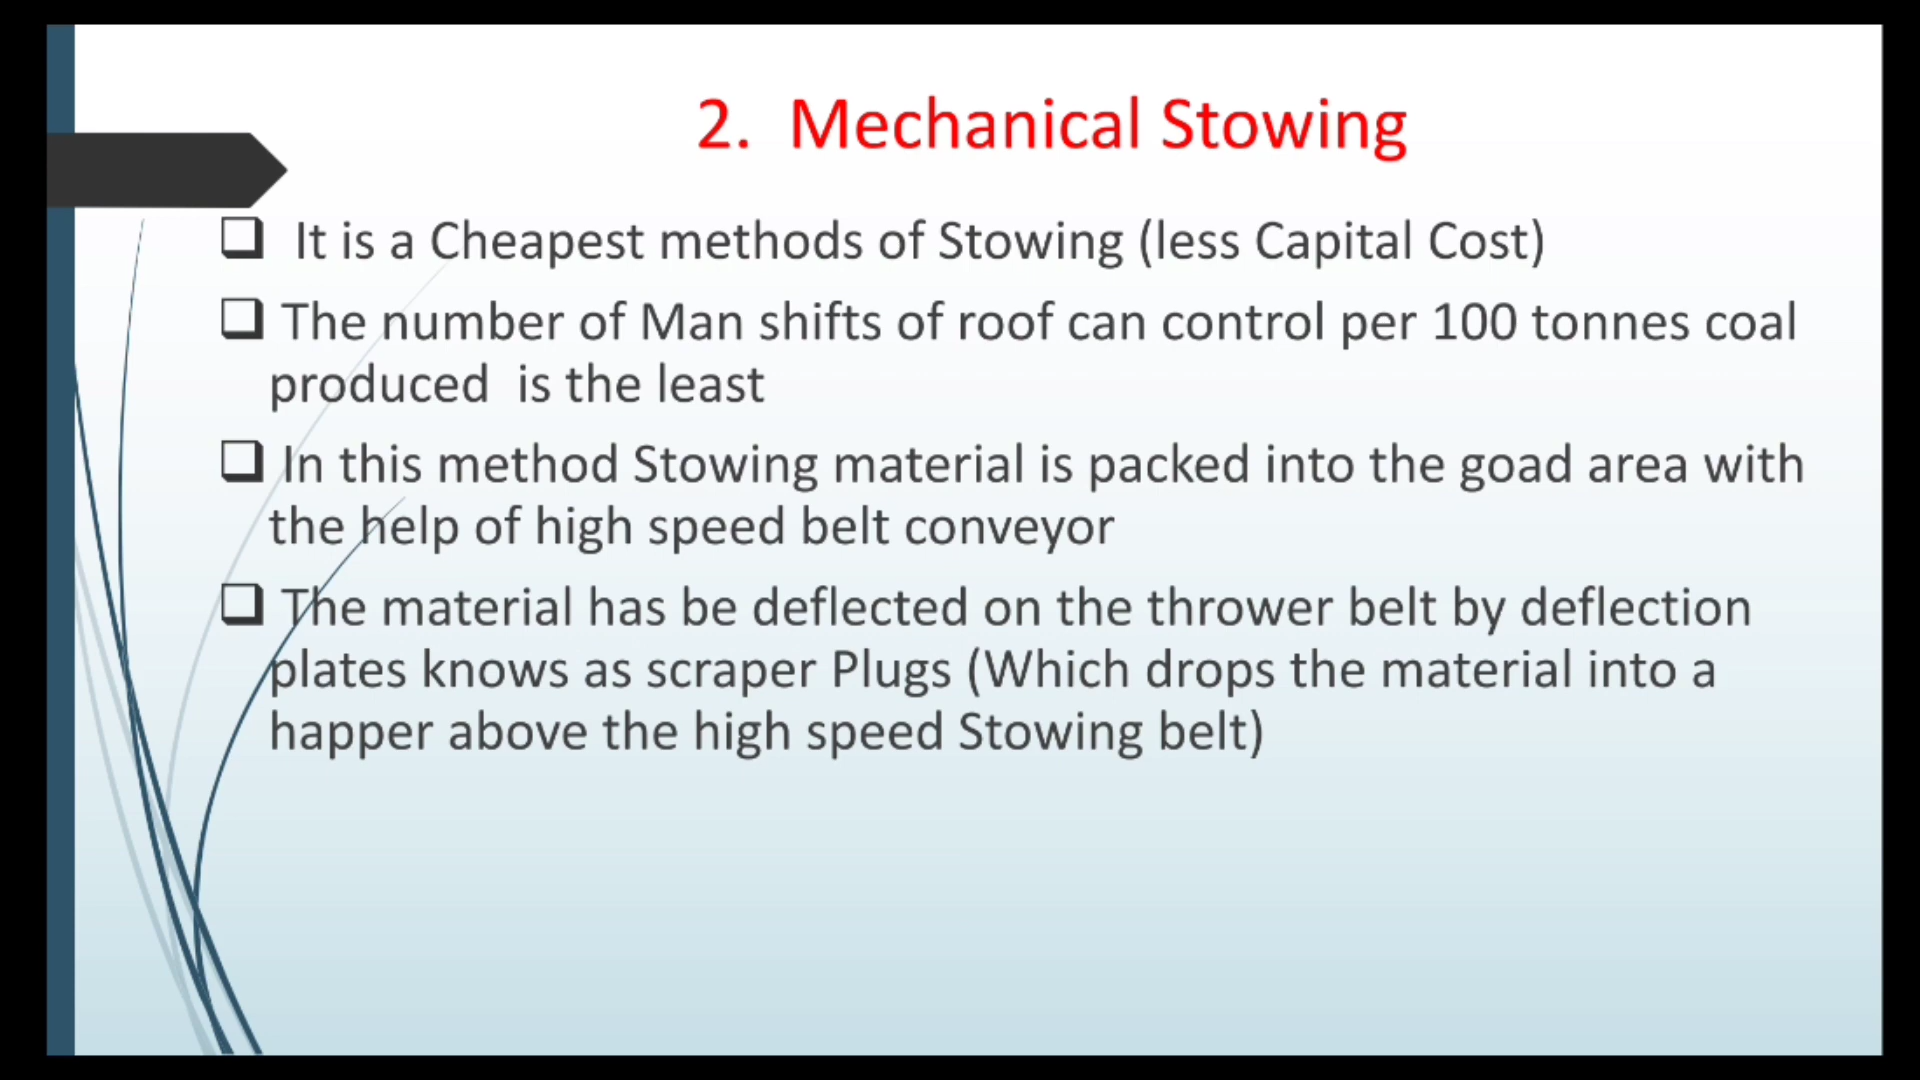 2. Mechanical Stowing
It is a Cheapest methods of Stowing (less Capital Cost)
The number of Man shifts of roof can control per 100 tonnes coal
produced is the least
In this method Stowing material is packed into the goad area with
the help of high speed belt conveyor
The material has be deflected on the thrower belt by deflection
plates knows as scraper Plugs (Which drops the material into a
happer above the high speed Stowing belt)